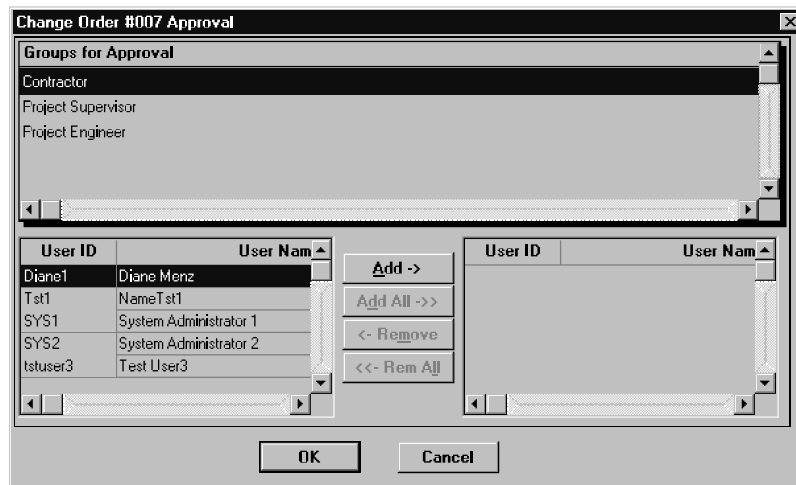 Change Order #007 Approval
Groups for Approval
Contractor
Project Supervisor
Project Engineer
User ID User Nam
Diane1 Diane Menz
Tst1 NameTst1
SYS1 System Administrator 1
SYS2 System Administrator 2
tstuser3 Test User3
Add ->
Add All ->>
<- Remove
<<- Rem All
User ID User Nam
OK Cancel